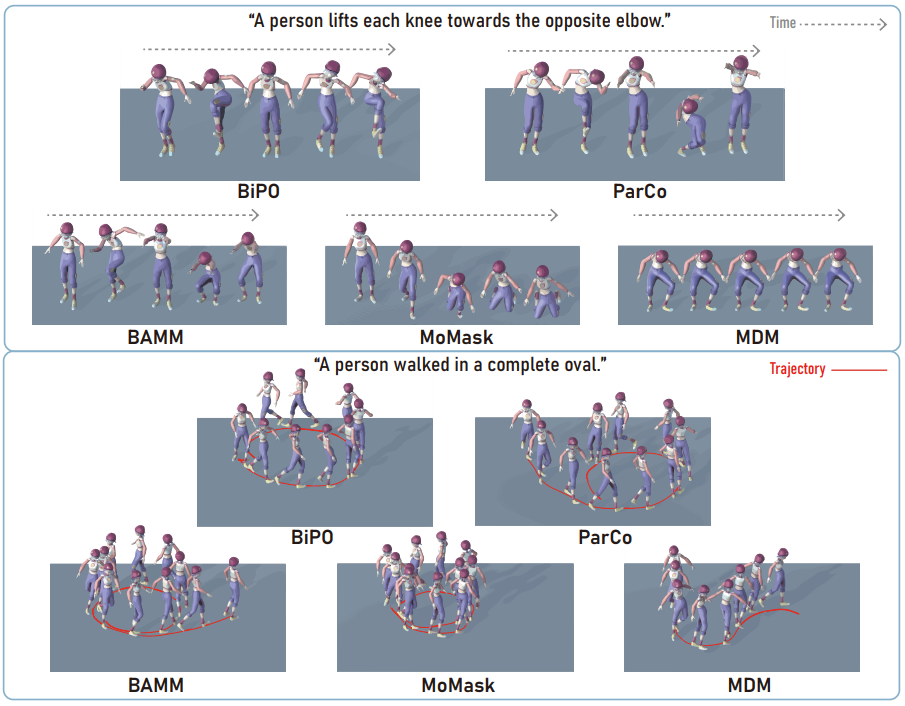 “A person lifts each knee towards the opposite elbow.”
Time
BiPO
ParCo
BAMM
MoMask
MDM
“A person walked in a complete oval.”
Trajectory
BiPO
ParCo
BAMM
MoMask
MDM